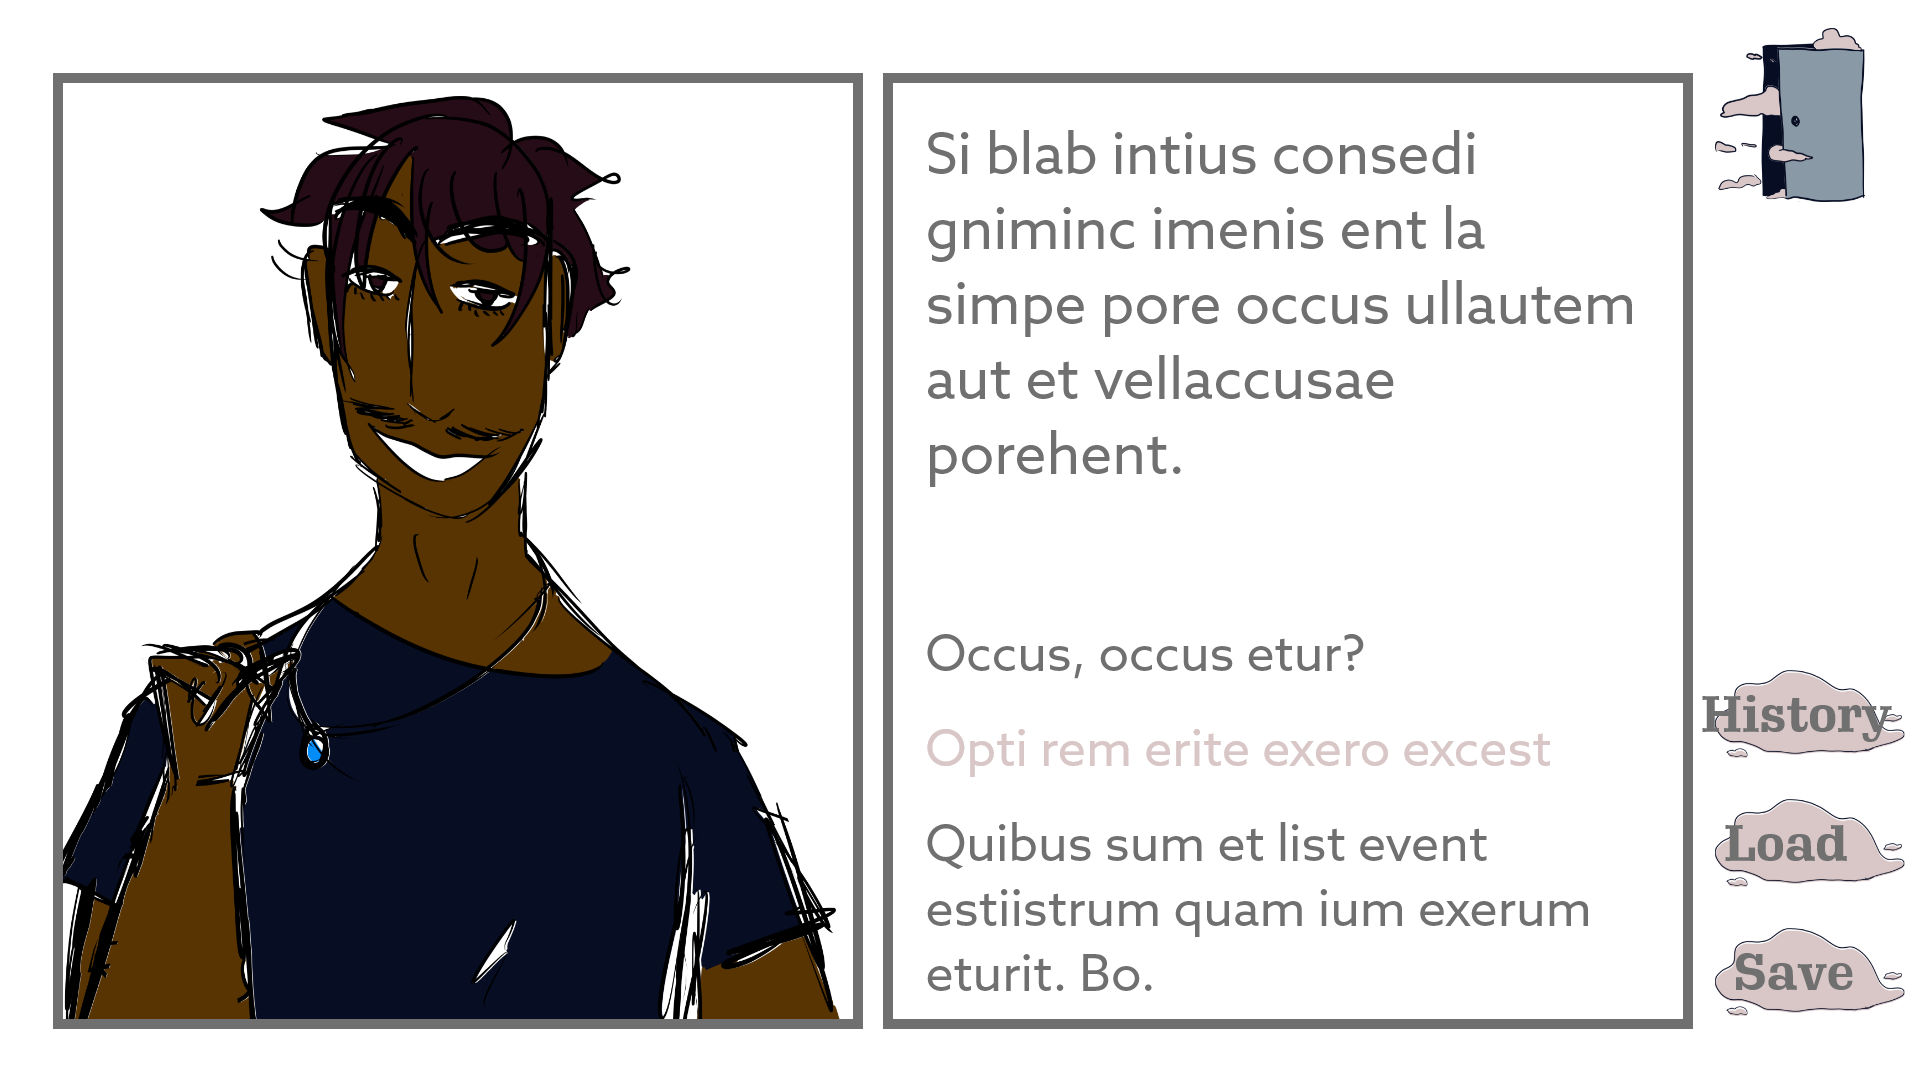 Si blab intius consedi
gniminc imenis ent la
simpe pore occus ullautem
aut et vellaccusae
porehent.
Occus, occus etur?
Opti rem erite exero excest
Quibus sum et list event
estiistrum quam ium exerum
eturit. Bo.
History
Load
Save